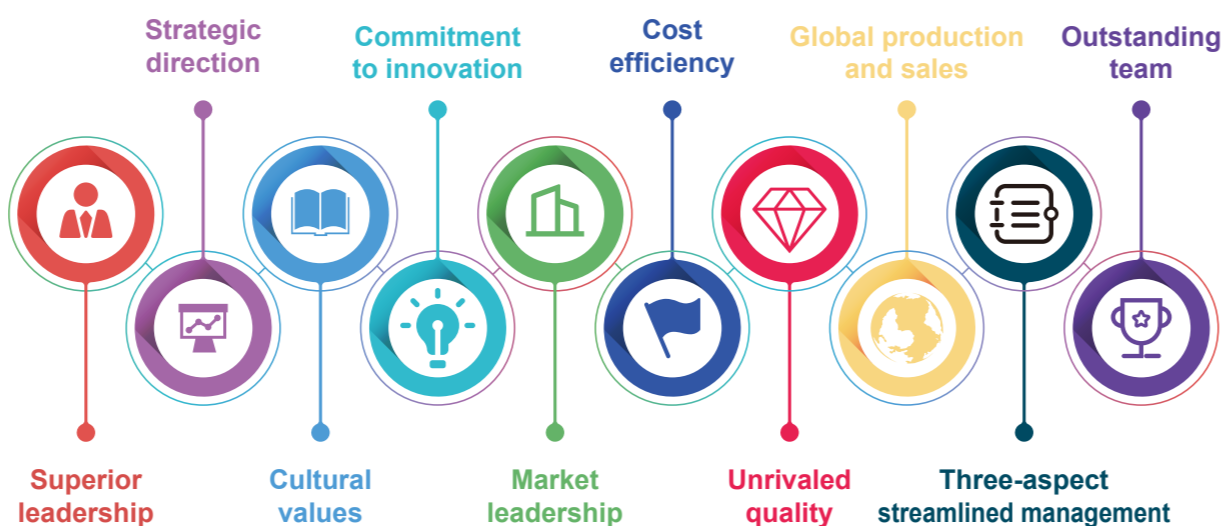 Strategic
direction
Commitment
to innovation
Cost
efficiency
Global production
and sales
Outstanding
team
Superior
leadership
Cultural
values
Market
leadership
Unrivaled
quality
Three-aspect
streamlined management